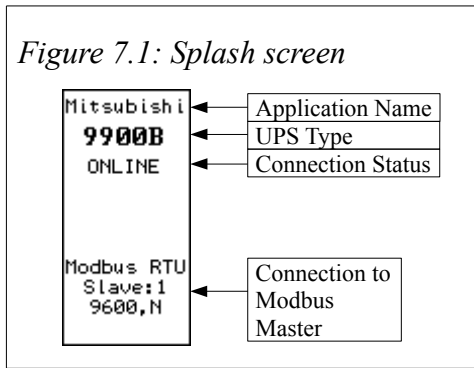 Figure 7.1: Splash screen
Mitsubishi
9900B
ONLINE
Modbus RTU
Slave:1
9600,N
Application Name
UPS Type
Connection Status
Connection to
Modbus
Master